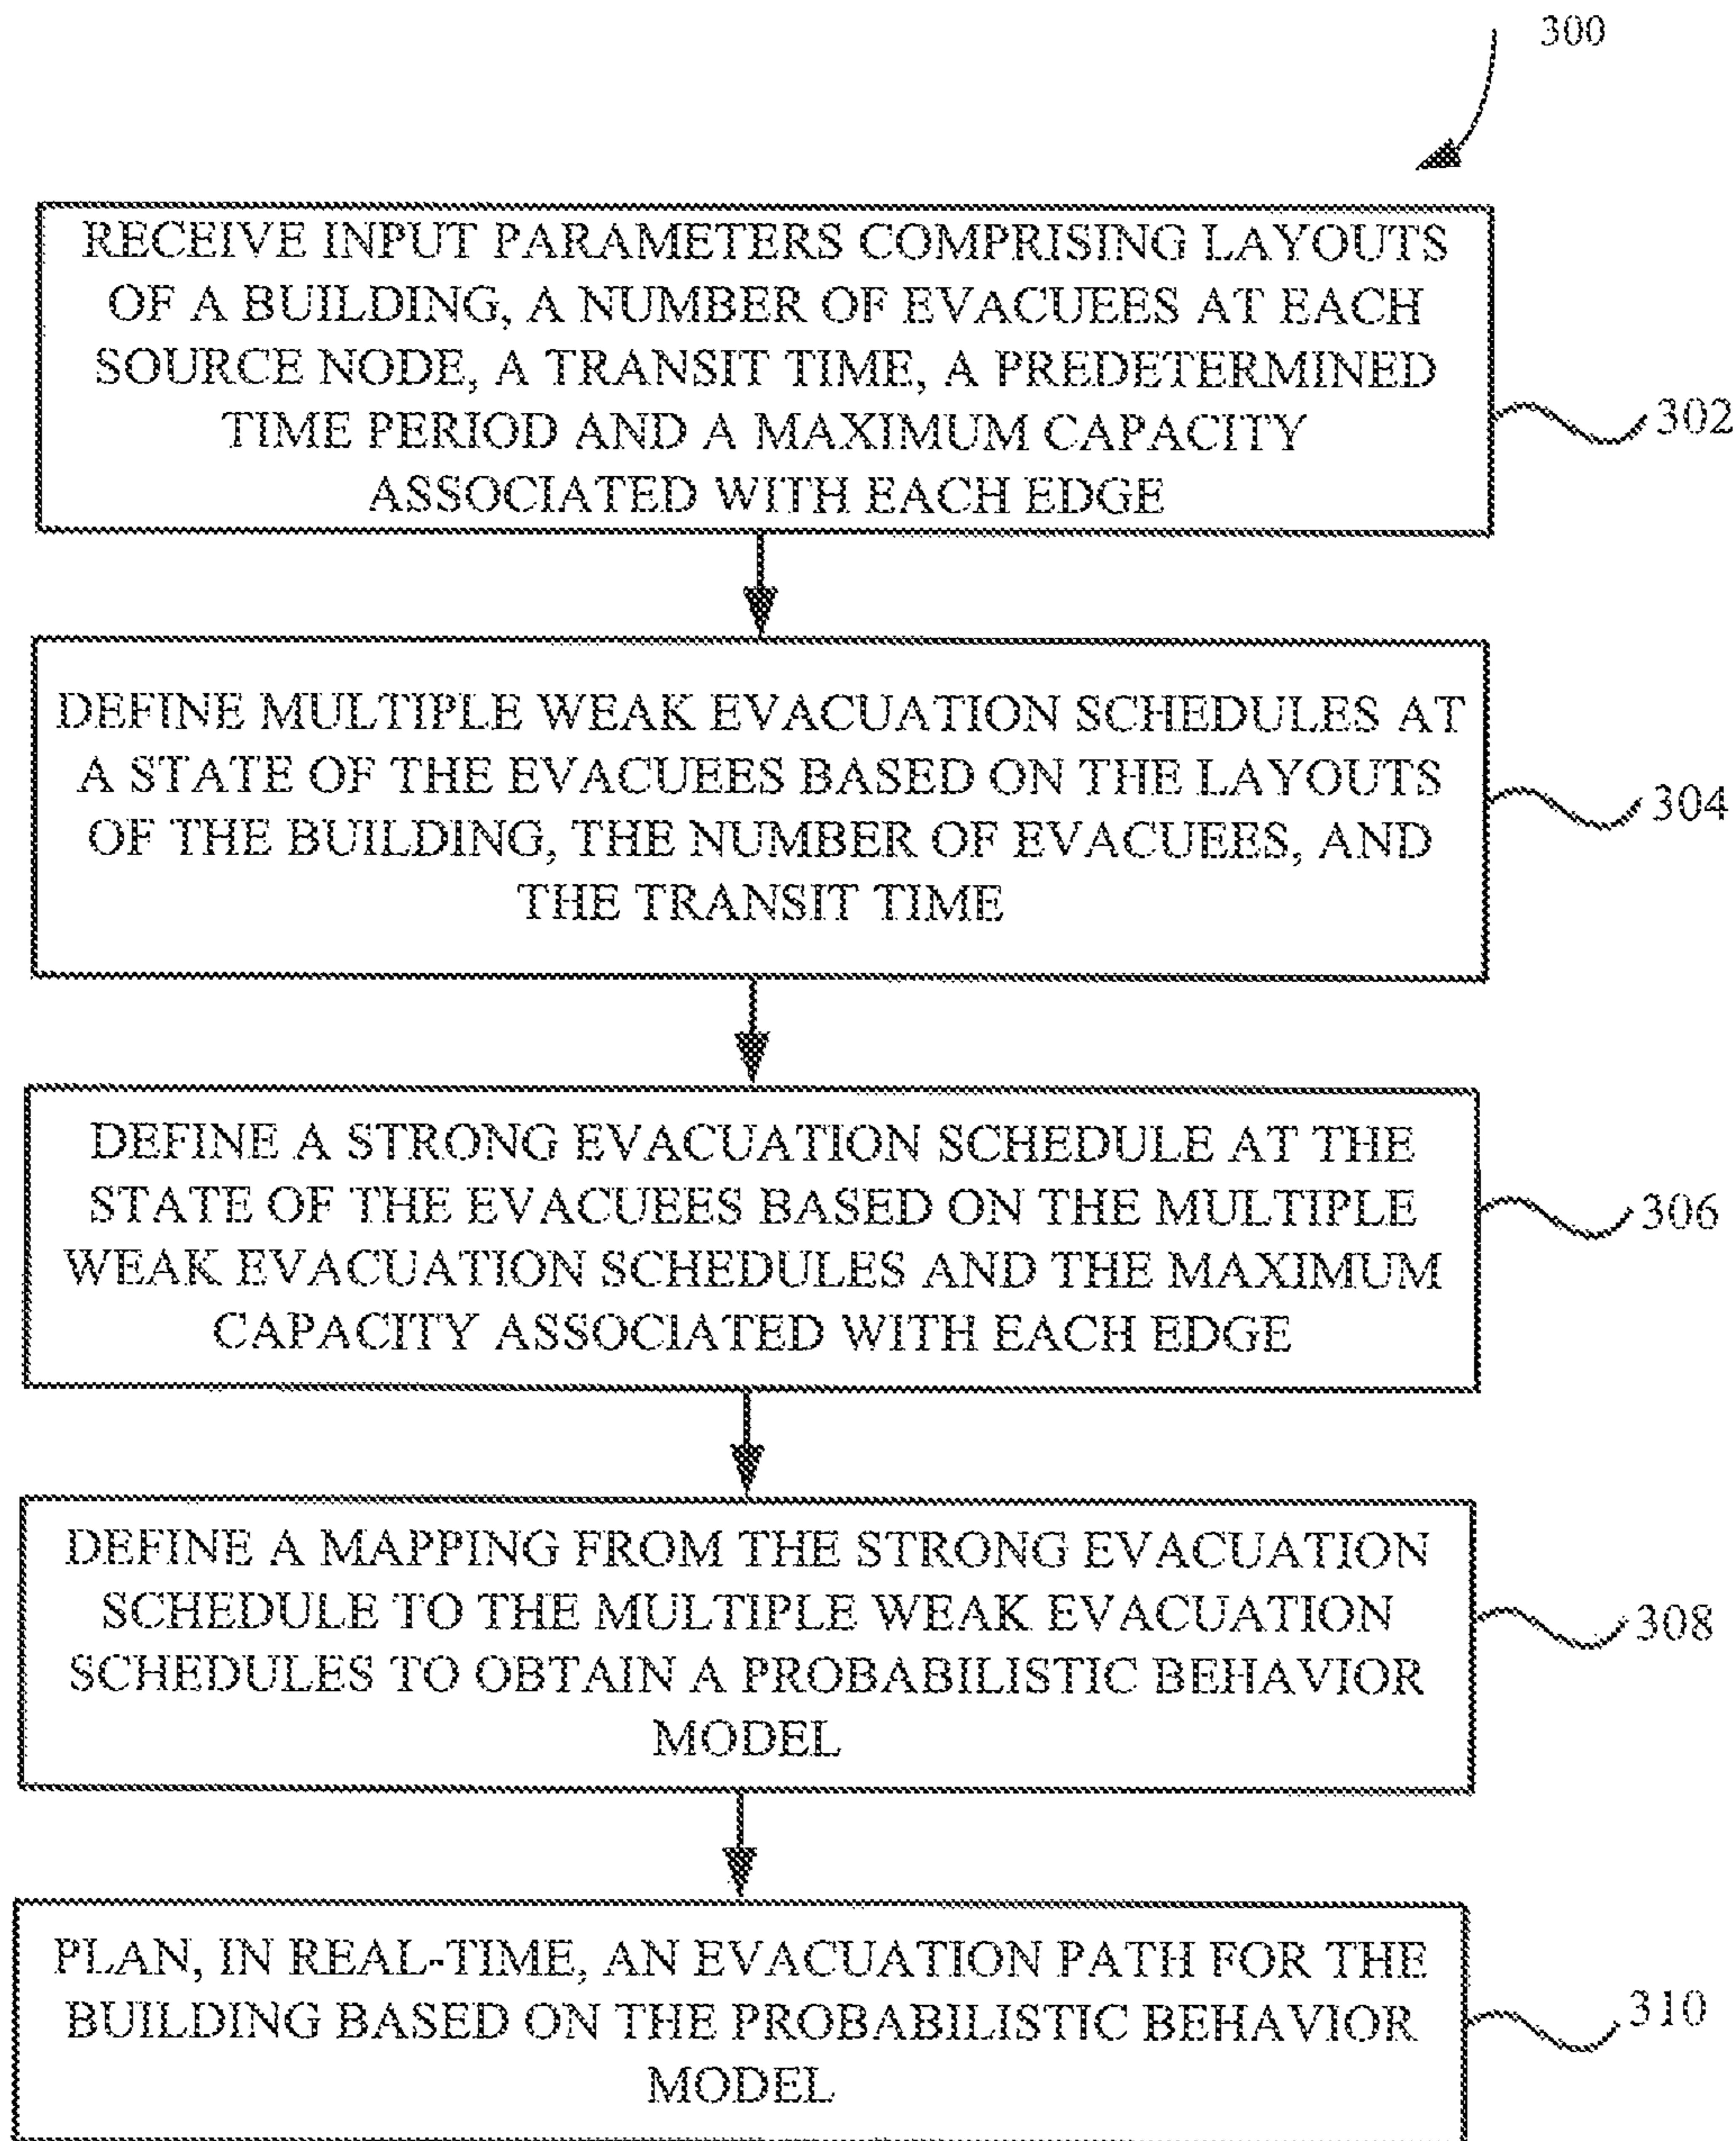 300
RECEIVE INPUT PARAMETERS COMPRISING LAYOUTS
OF A BUILDING, A NUMBER OF EVACUEES AT EACH
SOURCE NODE, A TRANSIT TIME, A PREDETERMINED
TIME PERIOD AND A MAXIMUM CAPACITY
ASSOCIATED WITH EACH EDGE
302
DEFINE MULTIPLE WEAK EVACUATION SCHEDULES AT
A STATE OF THE EVACUEES BASED ON THE LAYOUTS
OF THE BUILDING, THE NUMBER OF EVACUEES, AND
THE TRANSIT TIME
304
DEFINE A STRONG EVACUATION SCHEDULE AT THE
STATE OF THE EVACUEES BASED ON THE MULTIPLE
WEAK EVACUATION SCHEDULES AND THE MAXIMUM
CAPACITY ASSOCIATED WITH EACH EDGE
306
DEFINE A MAPPING FROM THE STRONG EVACUATION
SCHEDULE TO THE MULTIPLE WEAK EVACUATION
SCHEDULES TO OBTAIN A PROBABILISTIC BEHAVIOR
MODEL
308
PLAN, IN REAL-TIME, AN EVACUATION PATH FOR THE
BUILDING BASED ON THE PROBABILISTIC BEHAVIOR
MODEL
310